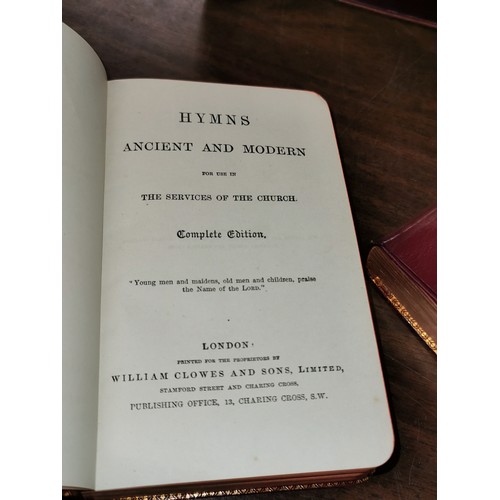 HYMNS
ANCIENT AND MODERN
FOR USE IN
THE SERVICES OF THE CHURCH.
Complete Edition.
"Young men and maidens, old men and children, praise
the Name of the LORD."
LONDON:
PRINTED FOR THE PROPRIETORS BY
WILLIAM CLOWES AND SONS, LIMITED,
STAMFORD STREET AND CHARING CROSS,
PUBLISHING OFFICE, 13, CHARING CROSS, S.W.